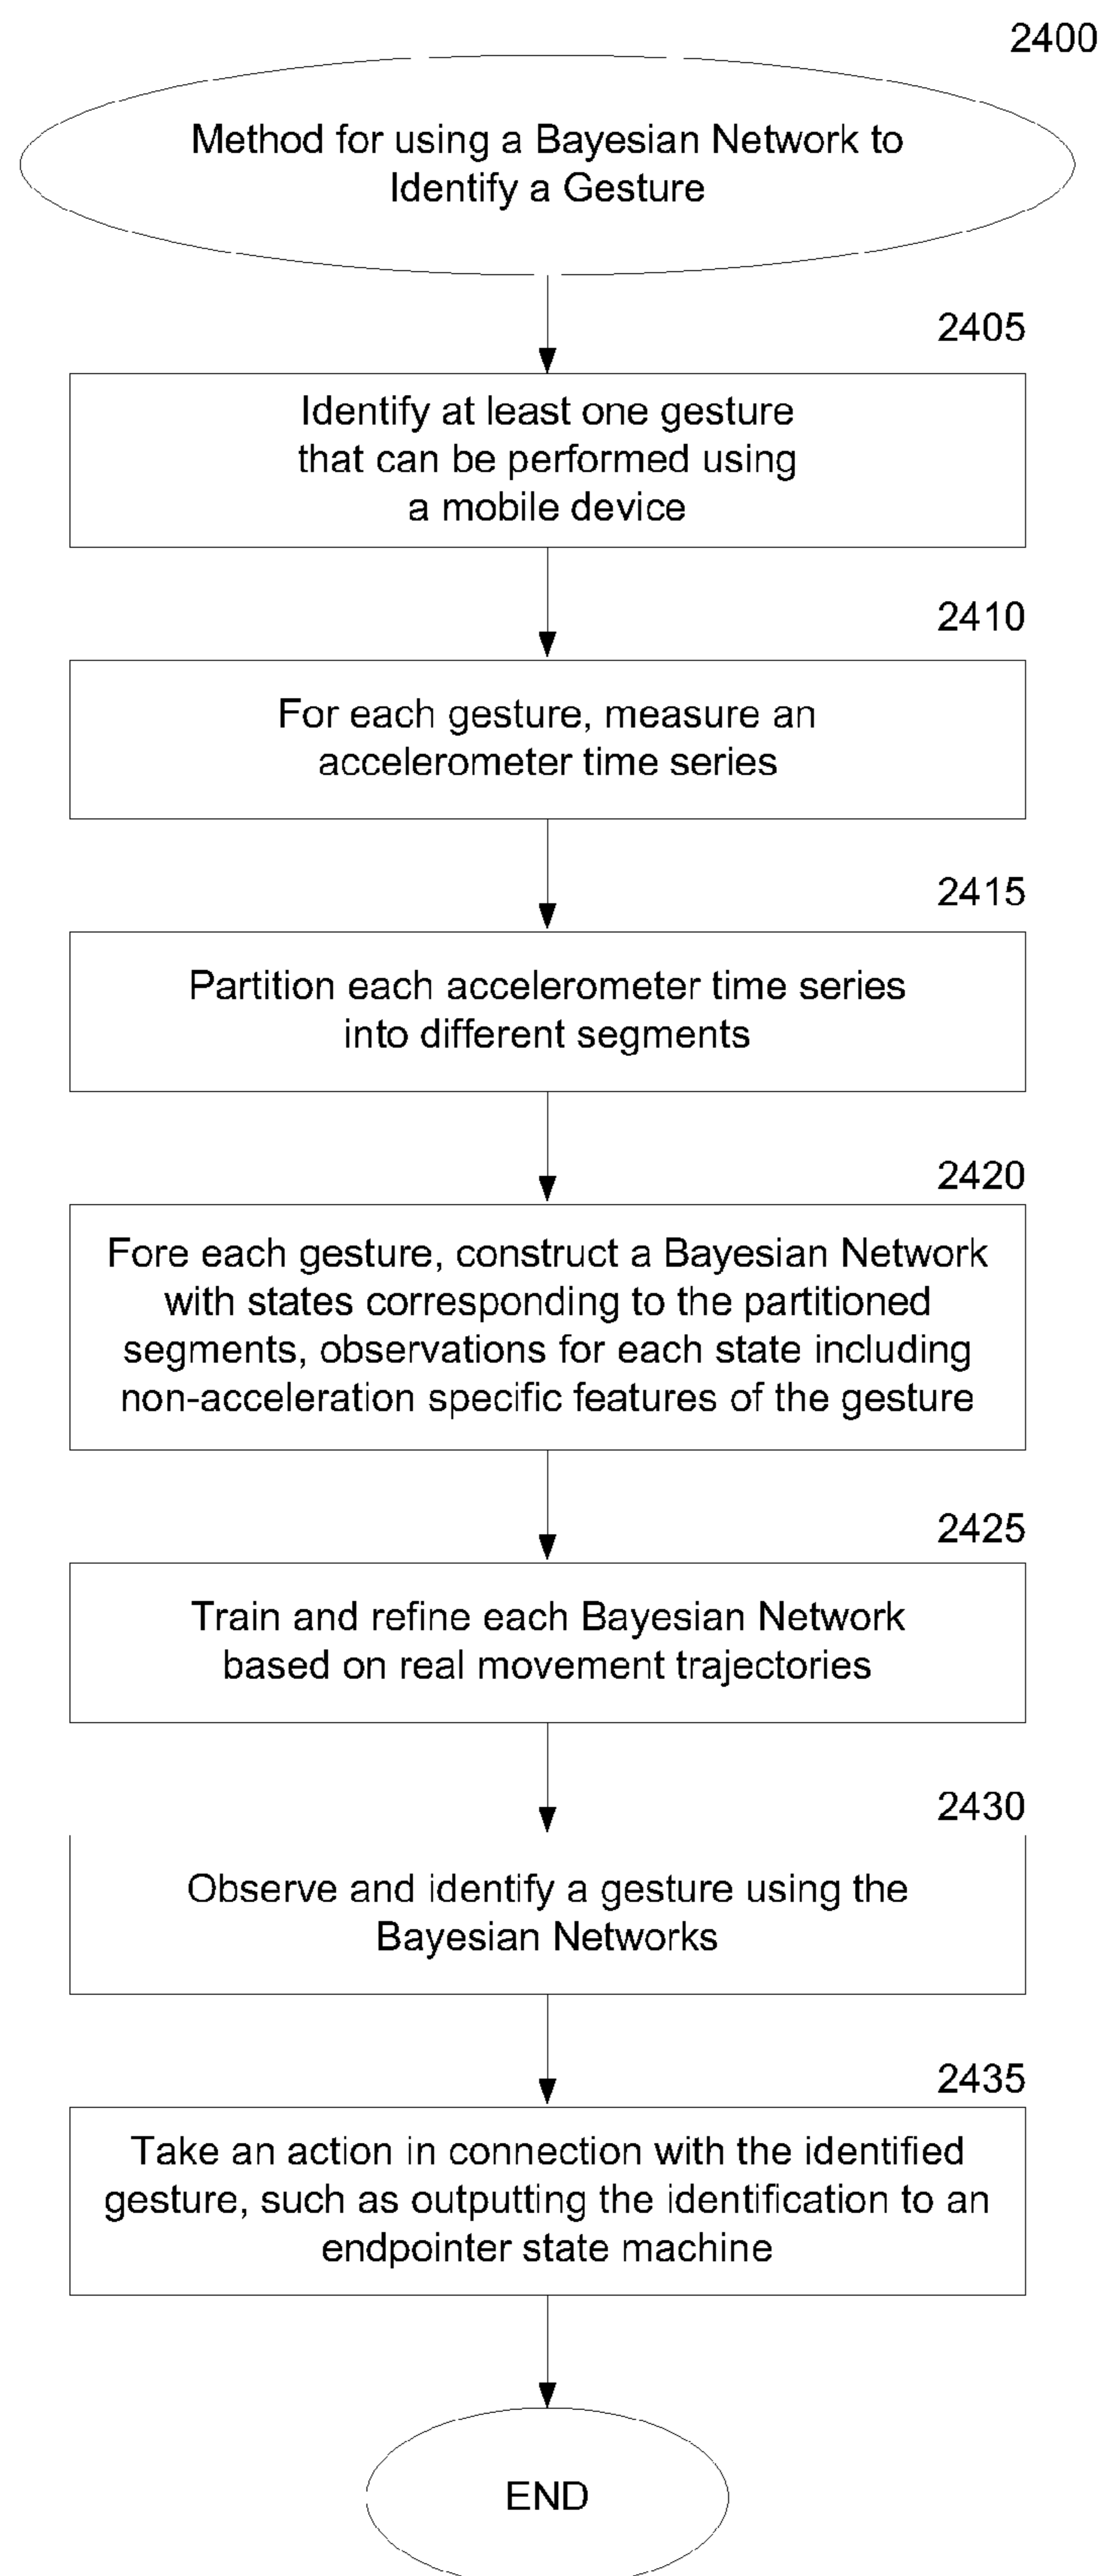 2400
Method for using a Bayesian Network to
Identify a Gesture
2405
Identify at least one gesture
that can be performed using
a mobile device
2410
For each gesture, measure an
accelerometer time series
2415
Partition each accelerometer time series
into different segments
2420
Fore each gesture, construct a Bayesian Network
with states corresponding to the partitioned
segments, observations for each state including
non-acceleration specific features of the gesture
2425
Train and refine each Bayesian Network
based on real movement trajectories
2430
Observe and identify a gesture using the
Bayesian Networks
2435
Take an action in connection with the identified
gesture, such as outputting the identification to an
endpointer state machine
END